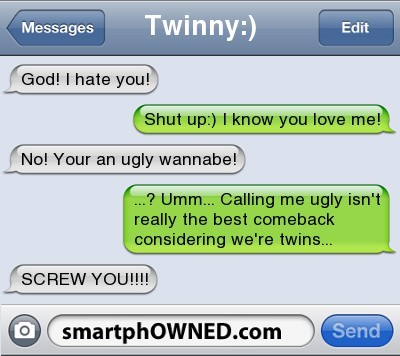 Messages
Twinny:)
Edit
God! I hate you!
Shut up:) I know you love me!
No! Your an ugly wannabe!
...? Umm... Calling me ugly isn't
really the best comeback
considering we're twins...
SCREW YOU!!!!
smartphOWNED.com
Send